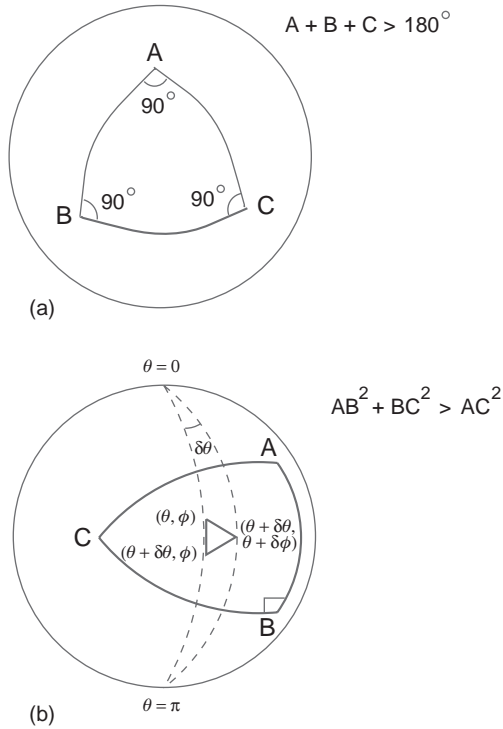 A + B + C > 180°
A
90°
B
90°
90°
C
(a)
θ = 0
AB² + BC² > AC²
δθ
A
(θ, ϕ)
(θ + δθ,
C
(θ + δθ, ϕ)
θ + δϕ)
B
θ = π
(b)